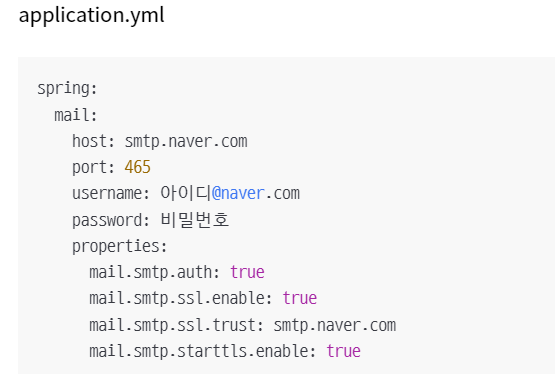 application.yml
spring:
mail:
host: smtp.naver.com
port: 465
username: 아이디@naver.com
password: 비밀번호
properties:
mail.smtp.auth: true
mail.smtp.ssl.enable: true
mail.smtp.ssl.trust: smtp.naver.com
mail.smtp.starttls.enable: true